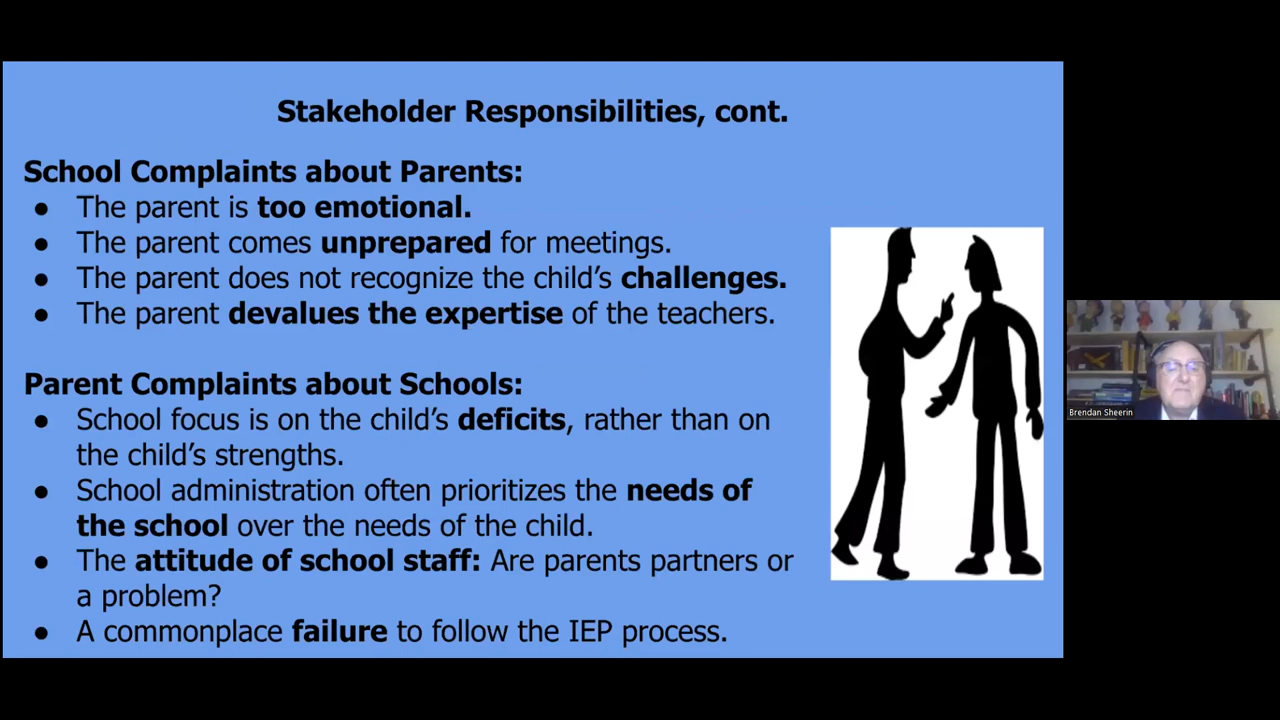 Stakeholder Responsibilities, cont.
School Complaints about Parents:
● The parent is too emotional.
● The parent comes unprepared for meetings.
● The parent does not recognize the child’s challenges.
● The parent devalues the expertise of the teachers.
Parent Complaints about Schools:
● School focus is on the child’s deficits, rather than on
the child’s strengths.
● School administration often prioritizes the needs of
the school over the needs of the child.
● The attitude of school staff: Are parents partners or
a problem?
● A commonplace failure to follow the IEP process.
Brendan Sheerin